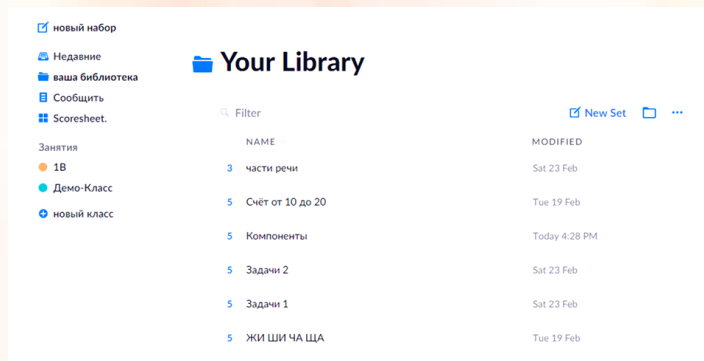 новый набор
Недавние
ваша библиотека
Сообщить
Scoresheet.
Занятия
1В
Демо-Класс
новый класс
Your Library
Filter
New Set
NAME MODIFIED
3 части речи Sat 23 Feb
5 Счёт от 10 до 20 Tue 19 Feb
5 Компоненты Today 4:28 PM
5 Задачи 2 Sat 23 Feb
5 Задачи 1 Sat 23 Feb
5 ЖИ ШИ ЧА ЩА Tue 19 Feb